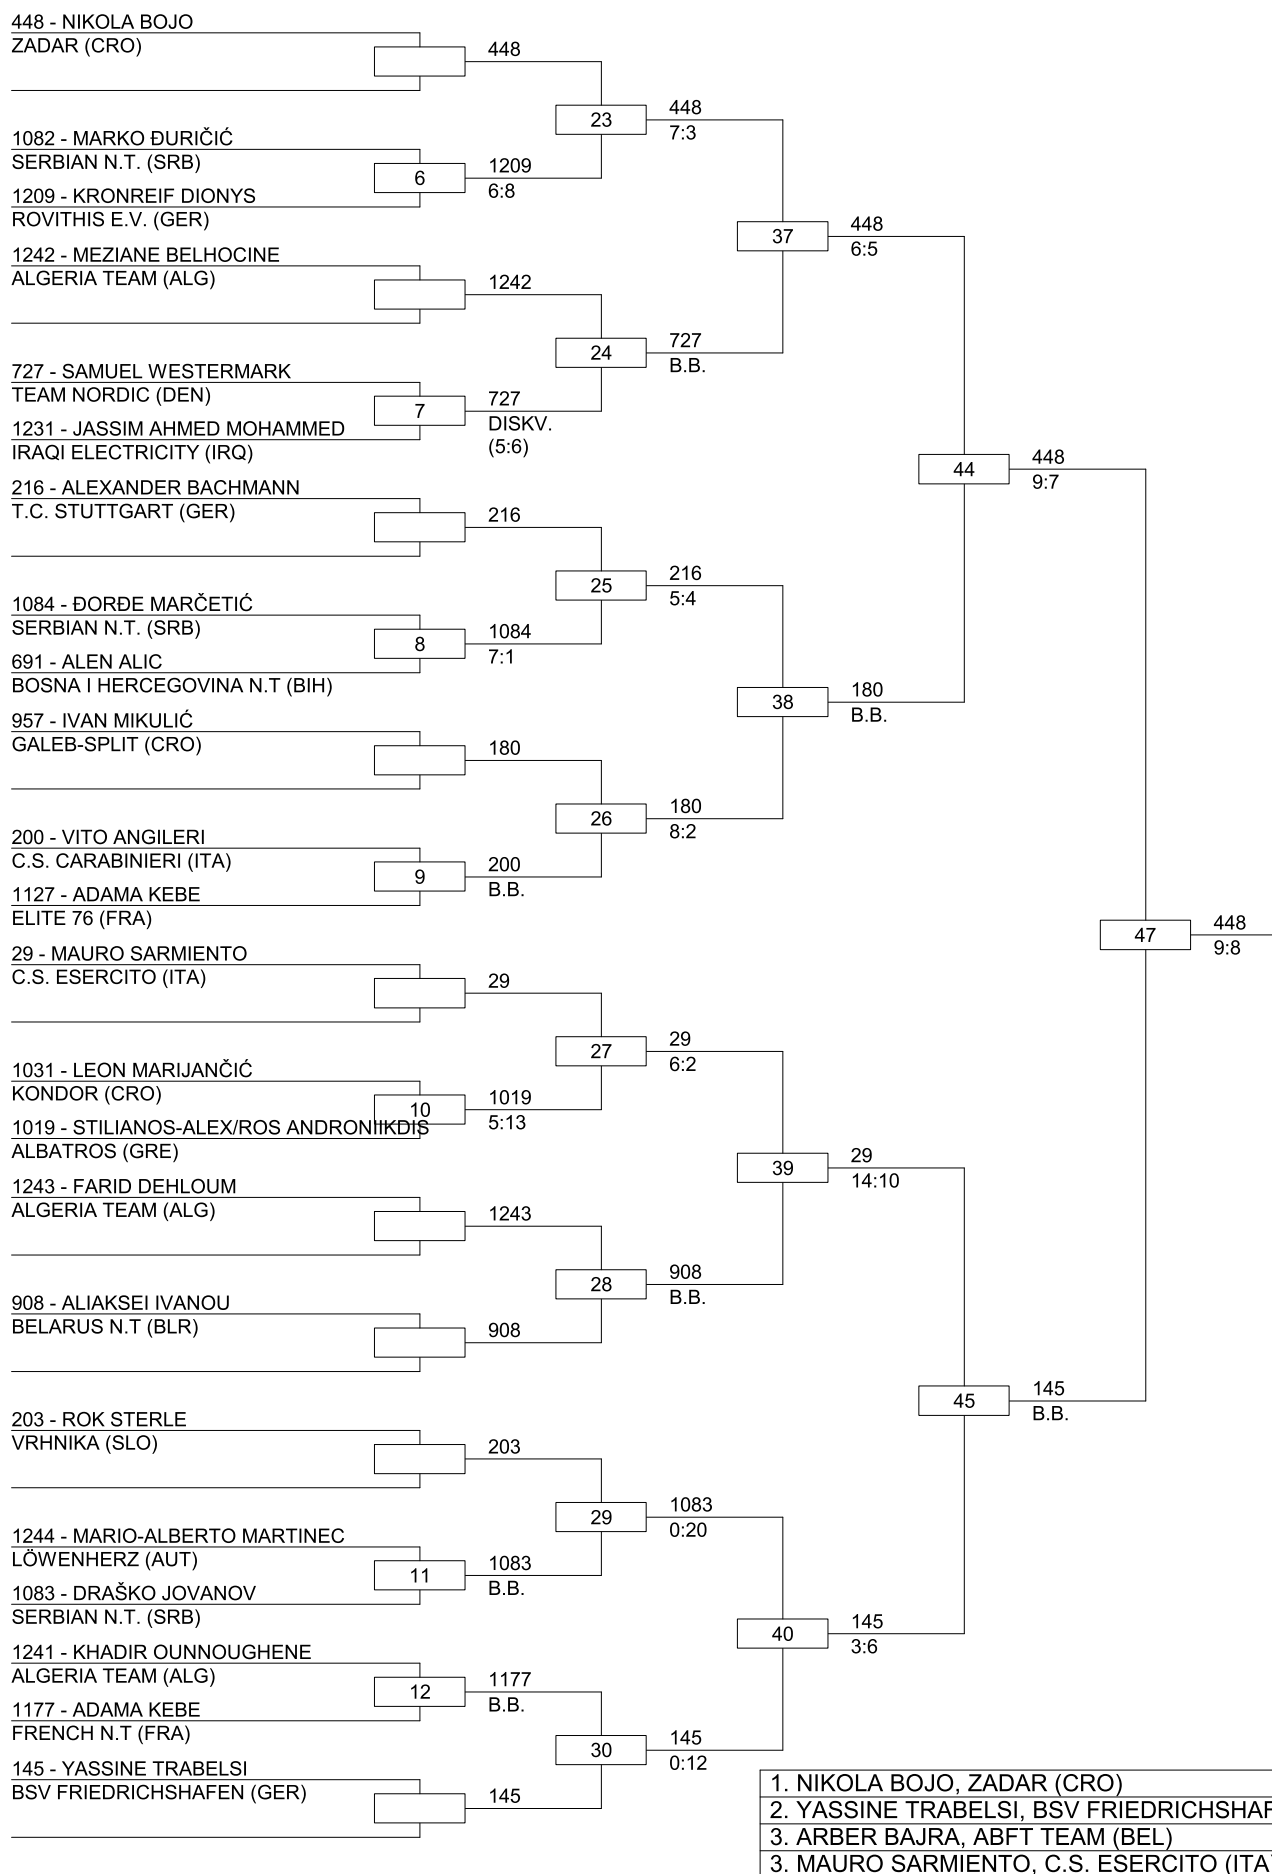 448 - NIKOLA BOJO
ZADAR (CRO)
448
23
448
7:3
1082 - MARKO ĐURIČIĆ
SERBIAN N.T. (SRB)
6
1209
6:8
1209 - KRONREIF DIONYS
ROVITHIS E.V. (GER)
37
448
6:5
1242 - MEZIANE BELHOCINE
ALGERIA TEAM (ALG)
1242
24
727
B.B.
727 - SAMUEL WESTERMARK
TEAM NORDIC (DEN)
7
727
DISKV.
(5:6)
1231 - JASSIM AHMED MOHAMMED
IRAQI ELECTRICITY (IRQ)
44
448
9:7
216 - ALEXANDER BACHMANN
T.C. STUTTGART (GER)
216
25
216
5:4
1084 - ĐORĐE MARČETIĆ
SERBIAN N.T. (SRB)
8
1084
7:1
691 - ALEN ALIC
BOSNA I HERCEGOVINA N.T (BIH)
38
180
B.B.
957 - IVAN MIKULIĆ
GALEB-SPLIT (CRO)
180
26
180
8:2
200 - VITO ANGILERI
C.S. CARABINIERI (ITA)
9
200
B.B.
1127 - ADAMA KEBE
ELITE 76 (FRA)
47
448
9:8
29 - MAURO SARMIENTO
C.S. ESERCITO (ITA)
29
27
29
6:2
1031 - LEON MARIJANČIĆ
KONDOR (CRO)
10
1019
5:13
1019 - STILIANOS-ALEX/ROS ANDRONIIKDIS
ALBATROS (GRE)
39
29
14:10
1243 - FARID DEHLOUM
ALGERIA TEAM (ALG)
1243
28
908
B.B.
908 - ALIAKSEI IVANOU
BELARUS N.T (BLR)
908
45
145
B.B.
203 - ROK STERLE
VRHNIKA (SLO)
203
29
1083
0:20
1244 - MARIO-ALBERTO MARTINEC
LÖWENHERZ (AUT)
11
1083
B.B.
1083 - DRAŠKO JOVANOV
SERBIAN N.T. (SRB)
40
145
3:6
1241 - KHADIR OUNNOUGHENE
ALGERIA TEAM (ALG)
12
1177
B.B.
1177 - ADAMA KEBE
FRENCH N.T (FRA)
30
145
0:12
145 - YASSINE TRABELSI
BSV FRIEDRICHSHAFEN (GER)
145
1. NIKOLA BOJO, ZADAR (CRO)
2. YASSINE TRABELSI, BSV FRIEDRICHSHAF
3. ARBER BAJRA, ABFT TEAM (BEL)
3. MAURO SARMIENTO, C.S. ESERCITO (ITA)